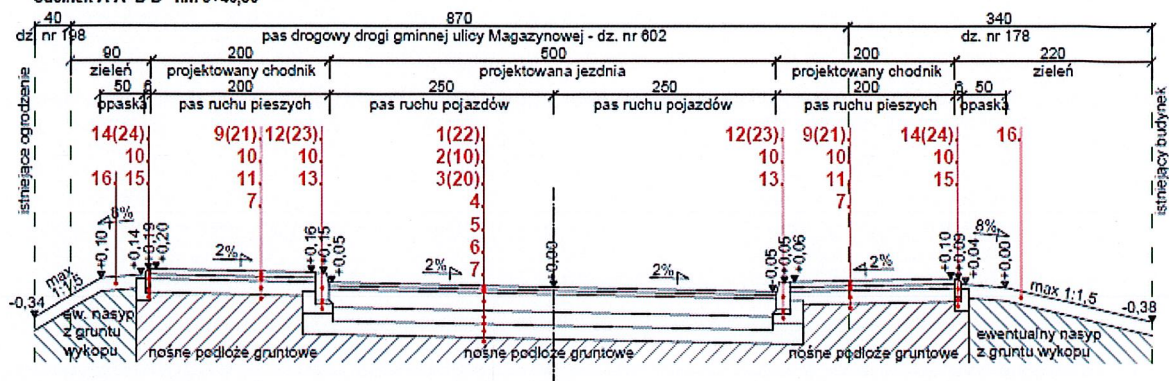 40 870 340
dz. nr 198 pas drogowy drogi gminnej ulicy Magazynowej - dz. nr 602 dz. nr 178
90 200 500 200 220
zieleń projektowany chodnik projektowana jezdnia projektowany chodnik zieleń
50 6 200 250 250 200 6 50
opaska pas ruchu pieszych pas ruchu pojazdów pas ruchu pojazdów pas ruchu pieszych opaska
istniejące ogrodzenie
istniejący budynek
14(24). 9(21). 12(23). 1(22). 12(23). 9(21). 14(24). 16.
10. 10. 10. 2(10). 10. 10. 10.
16. 15. 11. 13. 3(20). 13. 11. 15.
7. 4. 7.
5.
6.
7.
8% 2% 2% 2% 2% 8%
+0,10 +0,14 +0,19 +0,20 +0,16 +0,15 +0,05 +0,00 -0,05 +0,05 +0,06 +0,10 +0,09 +0,04 +0,00
max 1:1,5 max 1:1,5
-0,34 -0,38
ew. nasyp ewentualny nasyp
z gruntu z gruntu wykopu
wykopu nośne podłoże gruntowe nośne podłoże gruntowe nośne podłoże gruntowe